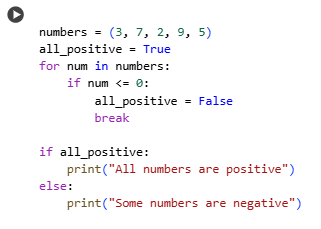 numbers = (3, 7, 2, 9, 5)
all_positive = True
for num in numbers:
    if num <= 0:
        all_positive = False
        break

if all_positive:
    print("All numbers are positive")
else:
    print("Some numbers are negative")